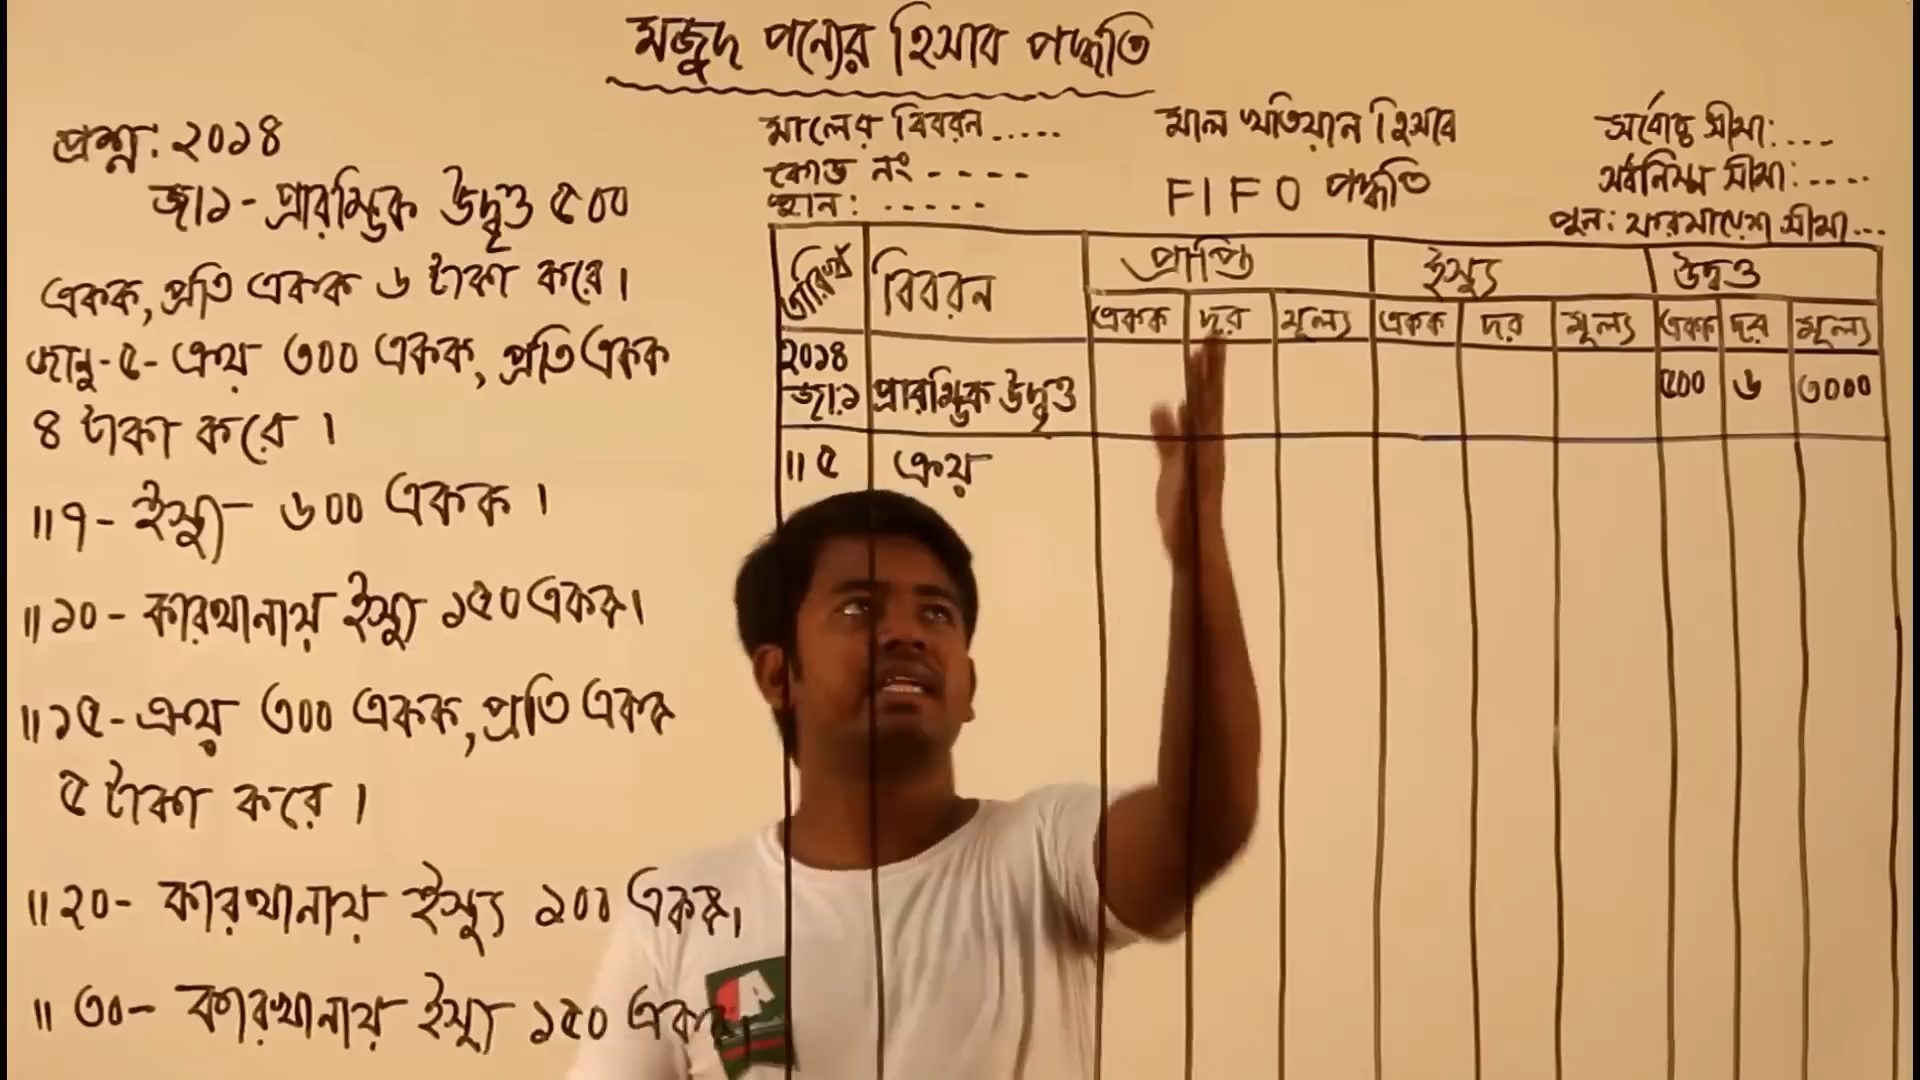 মজুদ পন্যের হিসাব পদ্ধতি
প্রশ্ন: ২০১৪
জা১ - প্রারম্ভিক উদ্বৃত্ত ৫০০
একক, প্রতি একক ৬ টাকা করে।
জানু - ৫ - ক্রয় ৩০০ একক, প্রতি একক
৪ টাকা করে।
॥ ৭ - ইস্যু ৬০০ একক।
॥ ১০ - কারখানায় ইস্যু ১৫০ একক।
॥ ১৫ - ক্রয় ৩০০ একক, প্রতি একক
৫ টাকা করে।
॥ ২০ - কারখানায় ইস্যু ১০০ একক।
॥ ৩০ - কারখানায় ইস্যু ১৫০ একক।
মালের বিবরন .....
কোড নং - - - -
স্থান: .....
মাল খতিয়ান হিসাব
FIFO পদ্ধতি
সর্বোচ্চ সীমা: ....
সর্বনিম্ন সীমা: ....
পুন: ফরমায়েশ সীমা ...
তারিখ বিবরন প্রাপ্তি ইস্যু উদ্বৃত্ত
একক দর মূল্য একক দর মূল্য একক দর মূল্য
২০১৪
জা.১ প্রারম্ভিক উদ্বৃত্ত ৫০০ ৬ ৩০০০
॥ ৫ ক্রয়